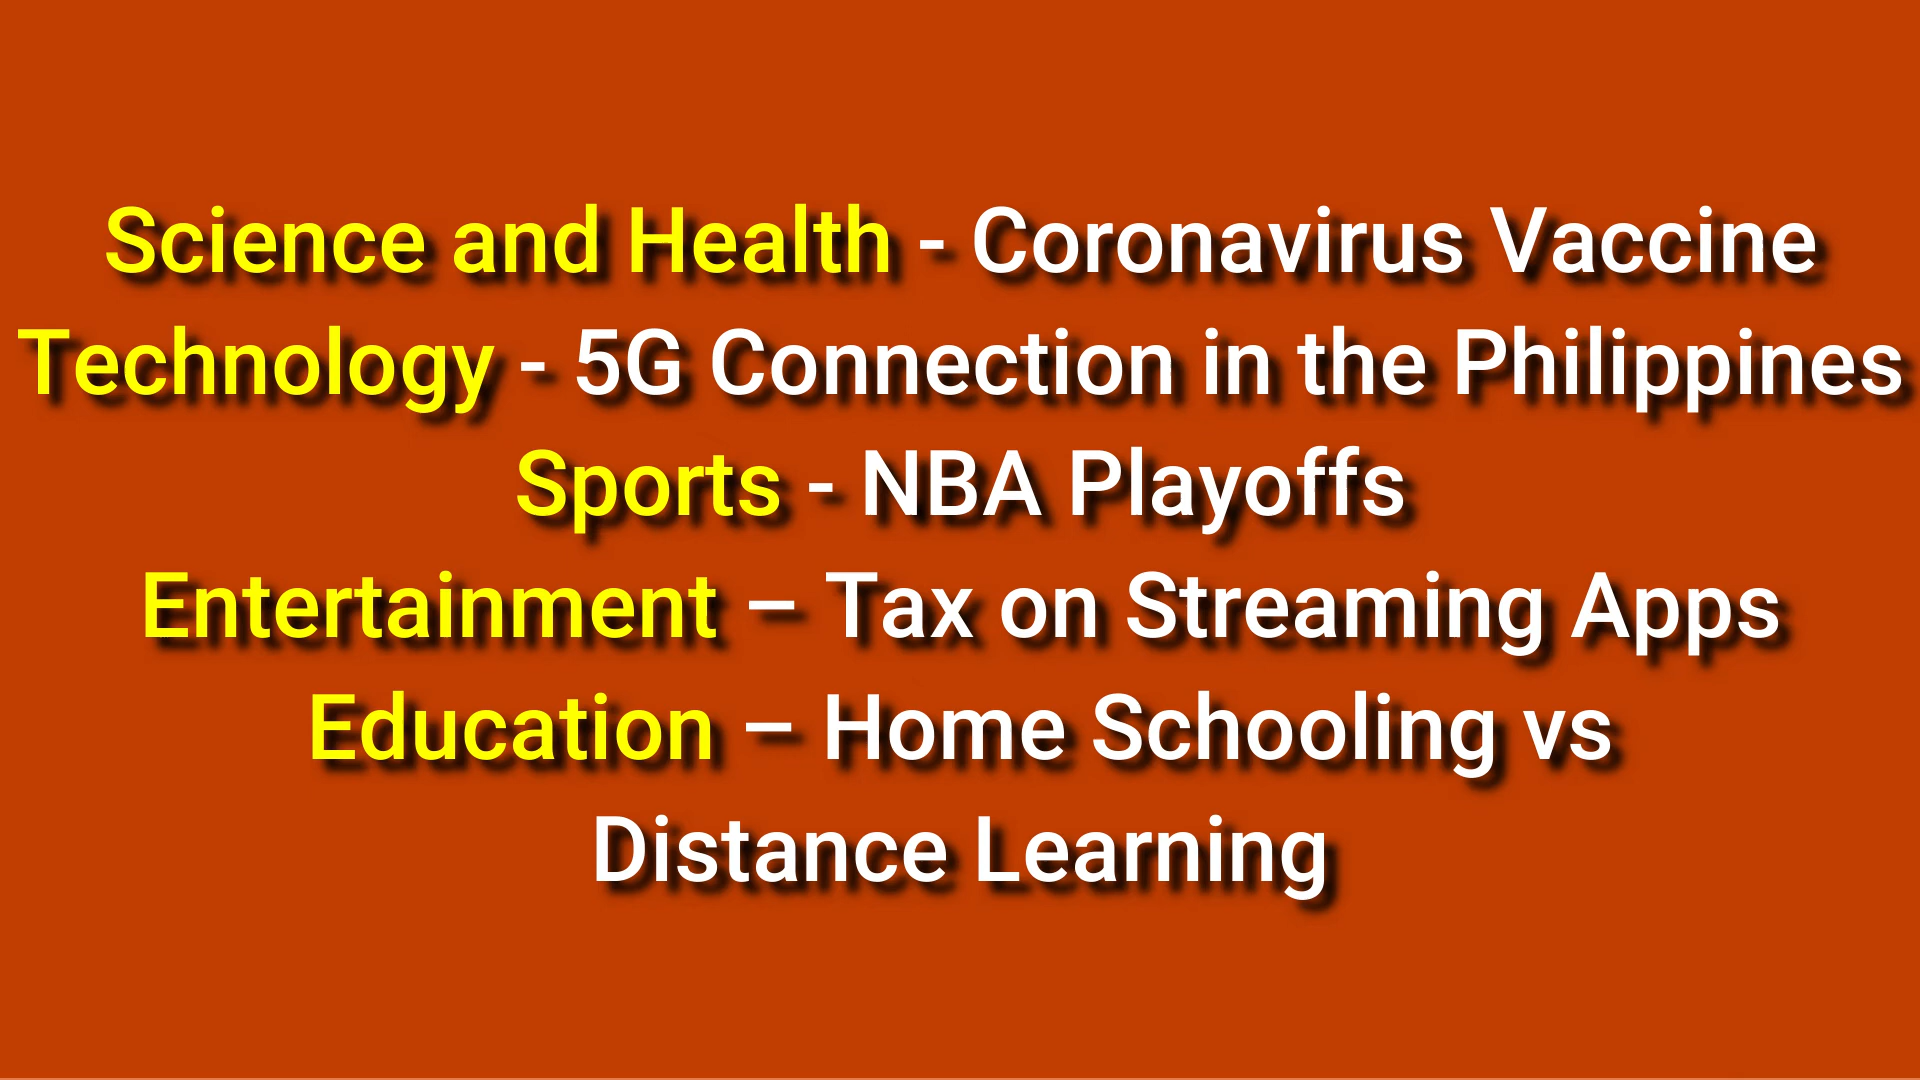 Science and Health - Coronavirus Vaccine
Technology - 5G Connection in the Philippines
Sports - NBA Playoffs
Entertainment – Tax on Streaming Apps
Education – Home Schooling vs
Distance Learning